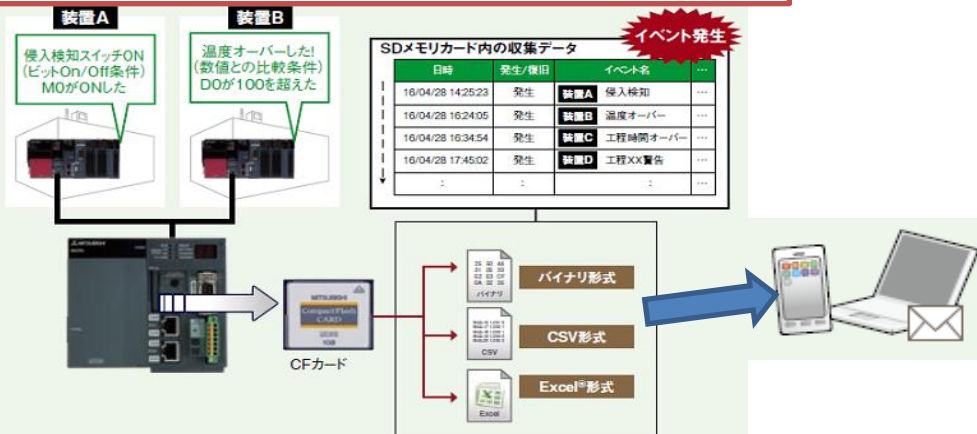 装置A
装置B
侵入検知スイッチON
(ビットOn/Off条件)
M0がONした
温度オーバーした!
(数値との比較条件)
D0が100を超えた
イベント発生
SDメモリカード内の収集データ
日時 発生/復旧 イベント名 …
16/04/28 14:25:23 発生 装置A 侵入検知 …
16/04/28 16:24:05 発生 装置B 温度オーバー …
16/04/28 16:34:54 発生 装置C 工程時間オーバー …
16/04/28 17:45:02 発生 装置D 工程XX警告 …
: : : …
MITSUBISHI
MITSUBISHI
CompactFlash
CARD
1GB
CFカード
バイナリ
バイナリ形式
CSV
CSV形式
Excel
Excel®形式